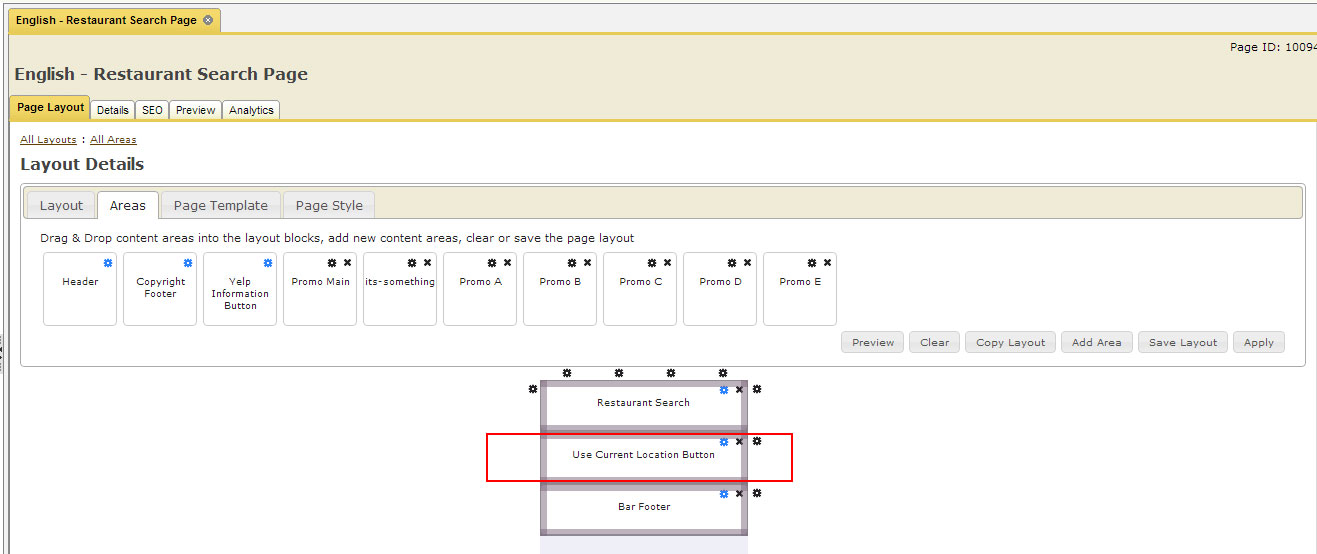 English - Restaurant Search Page
Page ID: 10094
English - Restaurant Search Page
Page Layout Details SEO Preview Analytics
All Layouts : All Areas
Layout Details
Layout Areas Page Template Page Style
Drag & Drop content areas into the layout blocks, add new content areas, clear or save the page layout
Header
Copyright
Footer
Yelp
Information
Button
Promo Main
its-something
Promo A
Promo B
Promo C
Promo D
Promo E
Preview Clear Copy Layout Add Area Save Layout Apply
Restaurant Search
Use Current Location Button
Bar Footer